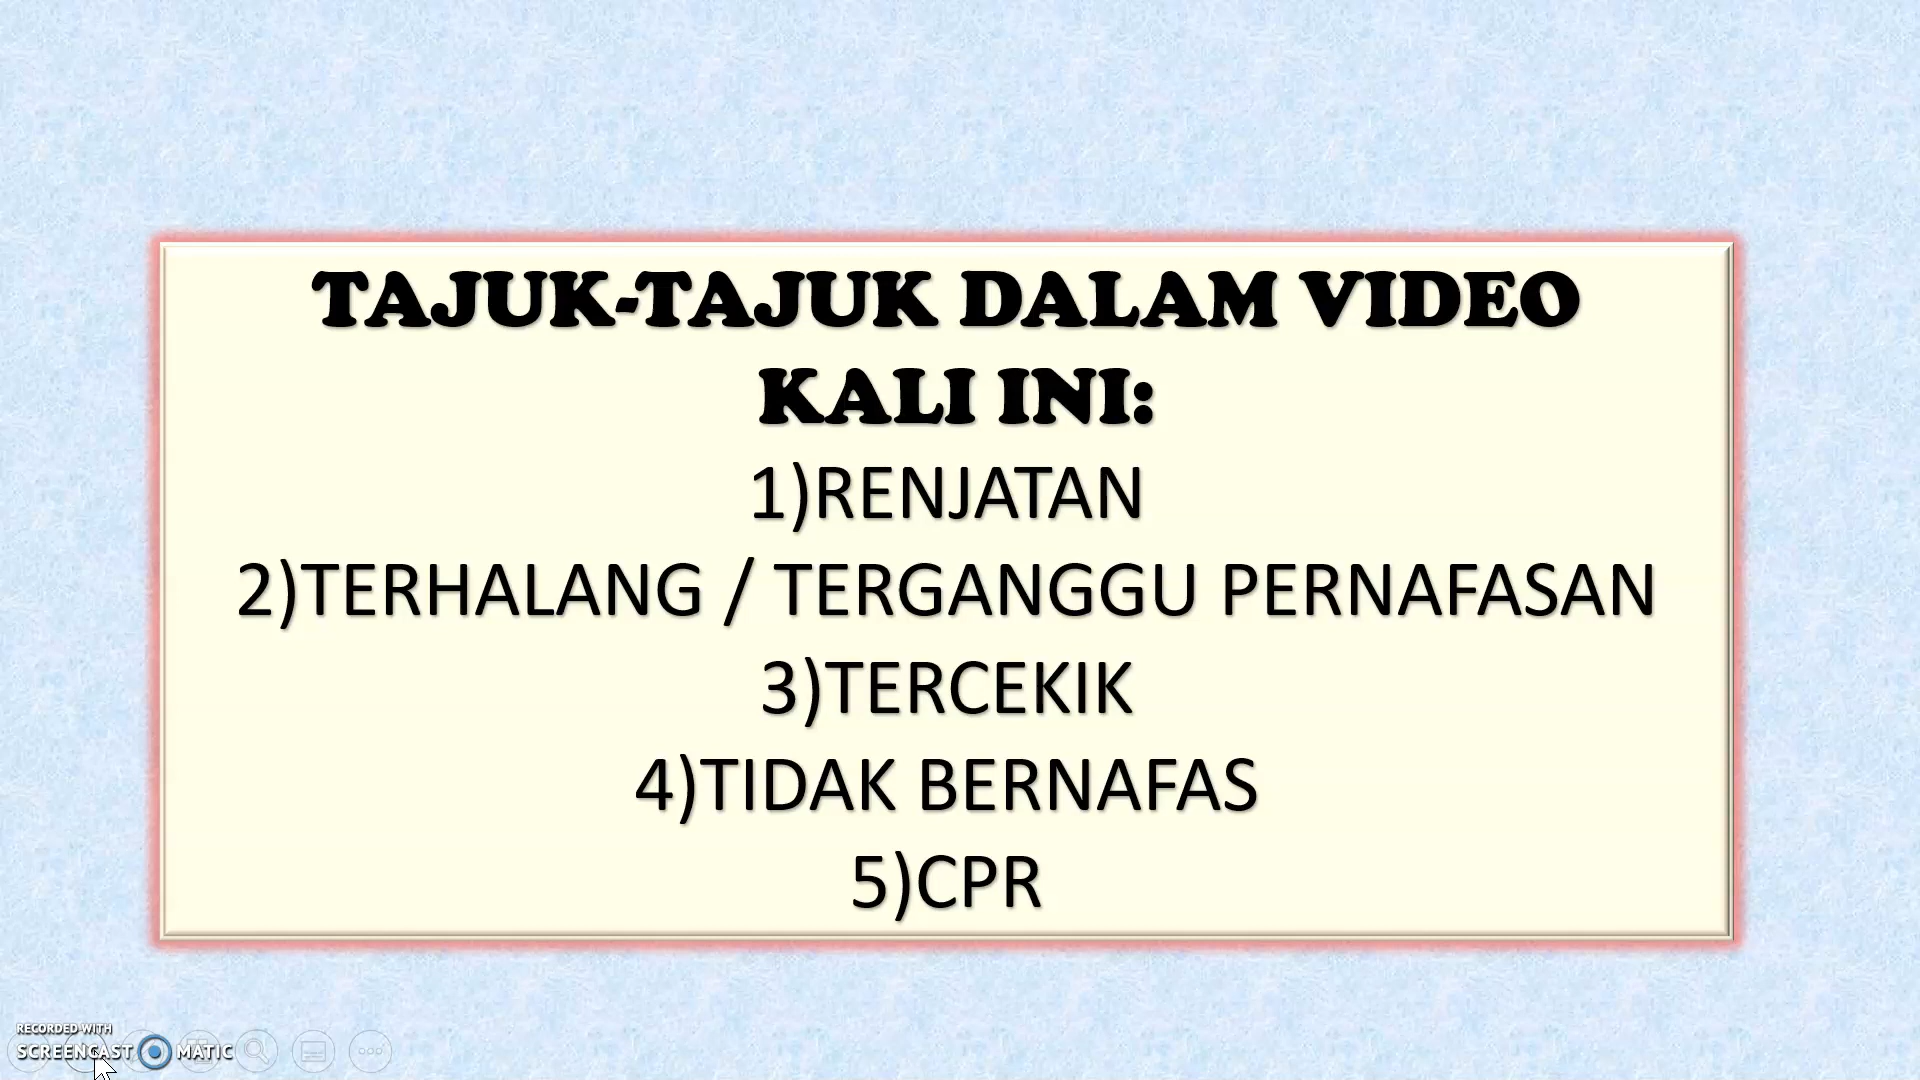 TAJUK-TAJUK DALAM VIDEO
KALI INI:
1)RENJATAN
2)TERHALANG / TERGANGGU PERNAFASAN
3)TERCEKIK
4)TIDAK BERNAFAS
5)CPR
RECORDED WITH
SCREENCAST MATIC